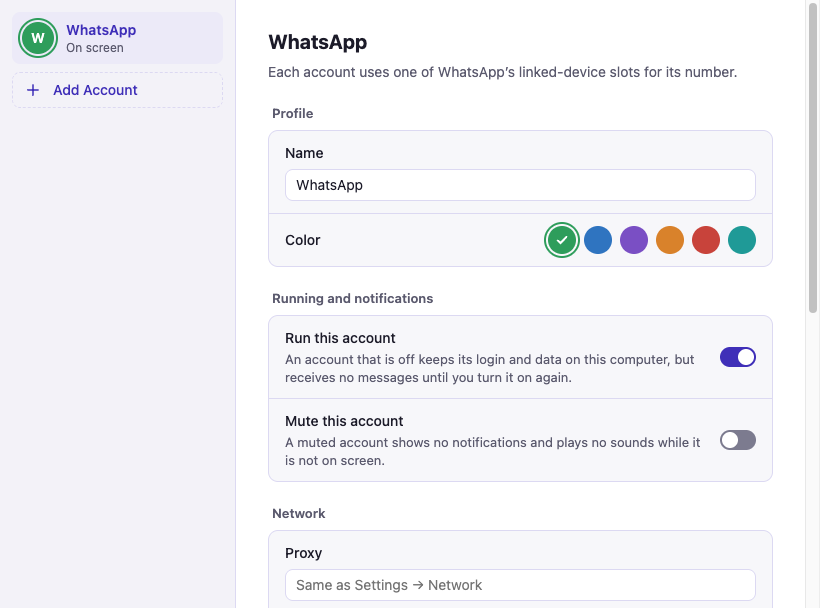 W
WhatsApp
On screen
+ Add Account
WhatsApp
Each account uses one of WhatsApp’s linked-device slots for its number.
Profile
Name
WhatsApp
Color
Running and notifications
Run this account
An account that is off keeps its login and data on this computer, but
receives no messages until you turn it on again.
Mute this account
A muted account shows no notifications and plays no sounds while it
is not on screen.
Network
Proxy
Same as Settings → Network